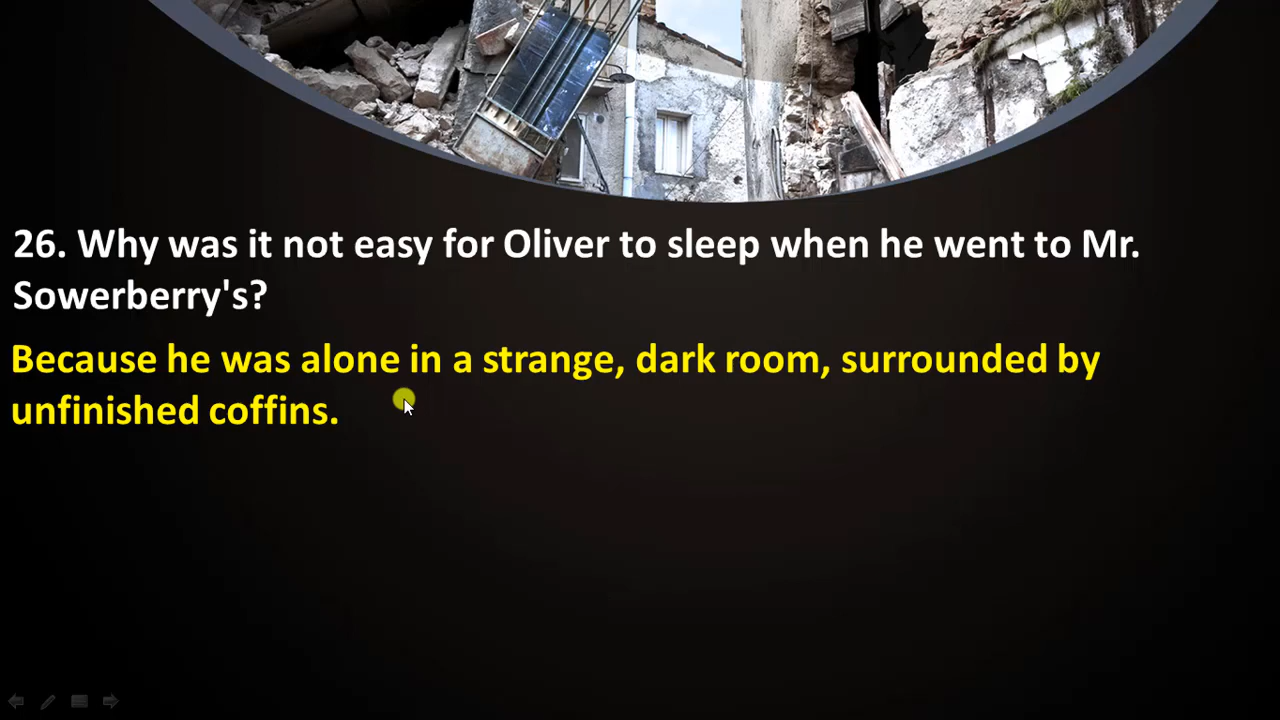 26. Why was it not easy for Oliver to sleep when he went to Mr.
Sowerberry's?
Because he was alone in a strange, dark room, surrounded by
unfinished coffins.